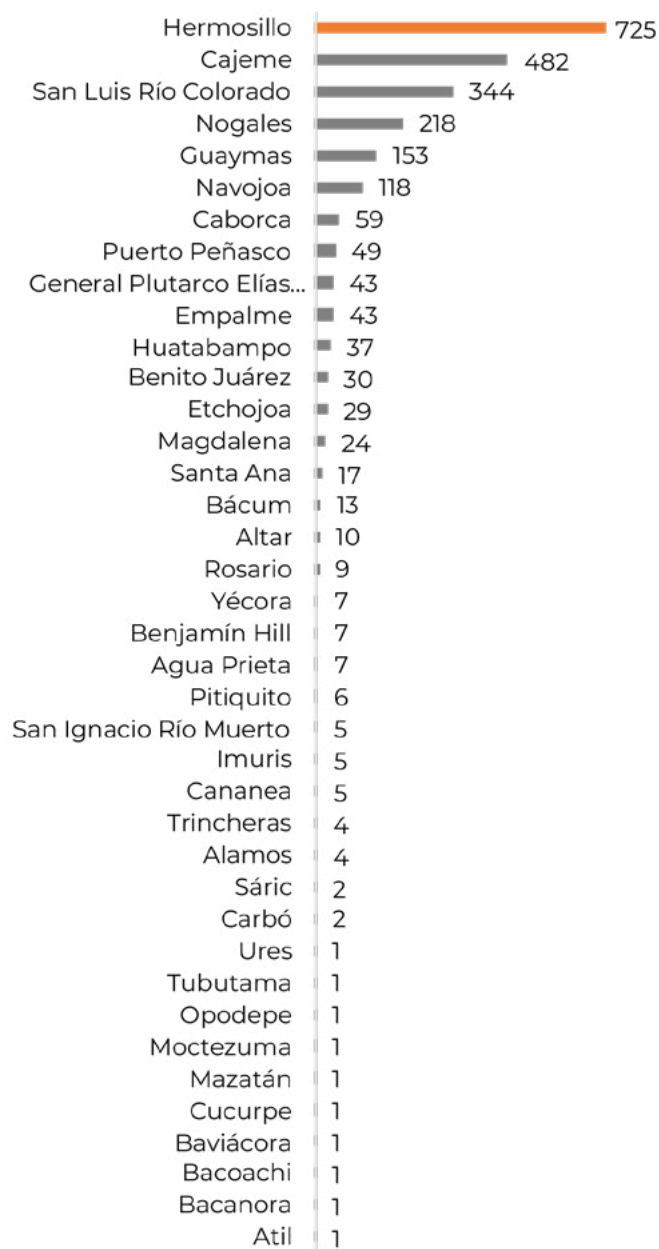 Hermosillo 725
Cajeme 482
San Luis Río Colorado 344
Nogales 218
Guaymas 153
Navojoa 118
Caborca 59
Puerto Peñasco 49
General Plutarco Elías... 43
Empalme 43
Huatabampo 37
Benito Juárez 30
Etchojoa 29
Magdalena 24
Santa Ana 17
Bácum 13
Altar 10
Rosario 9
Yécora 7
Benjamín Hill 7
Agua Prieta 7
Pitiquito 6
San Ignacio Río Muerto 5
Imuris 5
Cananea 5
Trincheras 4
Alamos 4
Sáric 2
Carbó 2
Ures 1
Tubutama 1
Opodepe 1
Moctezuma 1
Mazatán 1
Cucurpe 1
Baviácora 1
Bacoachi 1
Bacanora 1
Atil 1